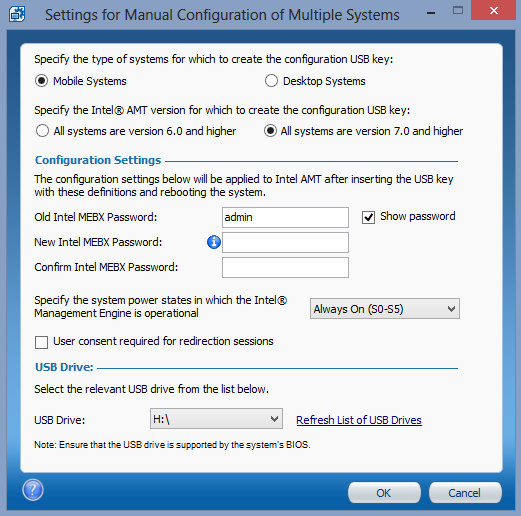 Settings for Manual Configuration of Multiple Systems
Specify the type of systems for which to create the configuration USB key:
Mobile Systems
Desktop Systems
Specify the Intel® AMT version for which to create the configuration USB key:
All systems are version 6.0 and higher
All systems are version 7.0 and higher
Configuration Settings
The configuration settings below will be applied to Intel AMT after inserting the USB key
with these definitions and rebooting the system.
Old Intel MEBX Password:
admin
Show password
New Intel MEBX Password:
Confirm Intel MEBX Password:
Specify the system power states in which the Intel®
Management Engine is operational
Always On (S0-S5)
User consent required for redirection sessions
USB Drive:
Select the relevant USB drive from the list below.
USB Drive:
H:\
Refresh List of USB Drives
Note: Ensure that the USB drive is supported by the system's BIOS.
?
OK
Cancel